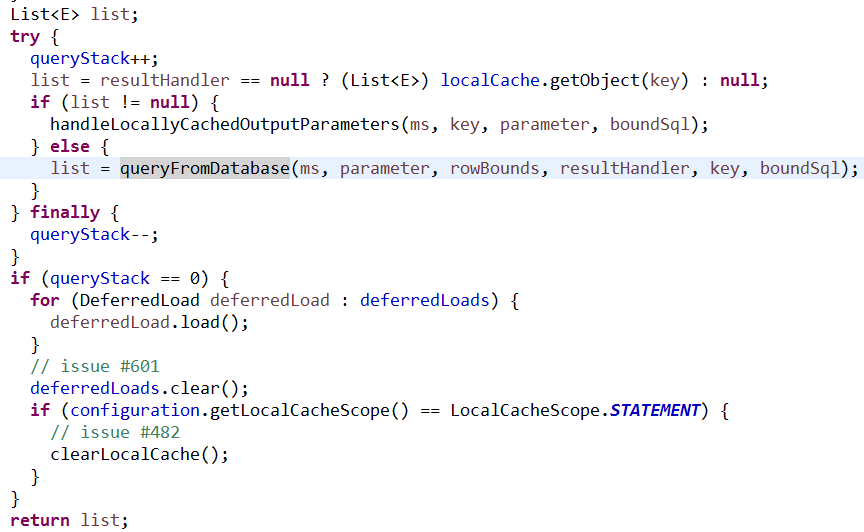 List<E> list;
try {
  queryStack++;
  list = resultHandler == null ? (List<E>) localCache.getObject(key) : null;
  if (list != null) {
    handleLocallyCachedOutputParameters(ms, key, parameter, boundSql);
  } else {
    list = queryFromDatabase(ms, parameter, rowBounds, resultHandler, key, boundSql);
  }
} finally {
  queryStack--;
}
if (queryStack == 0) {
  for (DeferredLoad deferredLoad : deferredLoads) {
    deferredLoad.load();
  }
  // issue #601
  deferredLoads.clear();
  if (configuration.getLocalCacheScope() == LocalCacheScope.STATEMENT) {
    // issue #482
    clearLocalCache();
  }
}
return list;